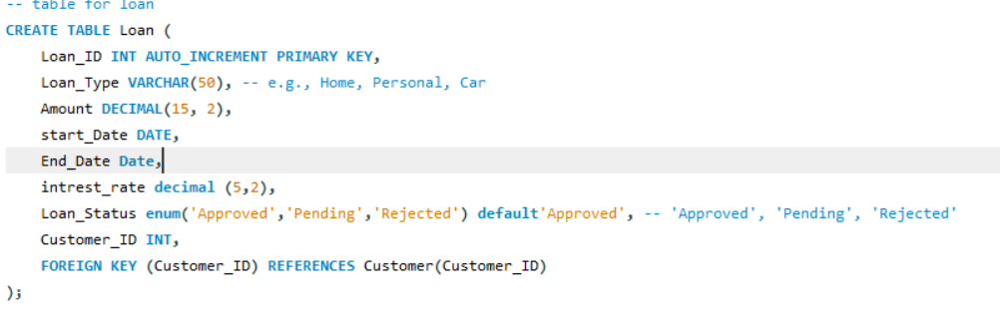 -- table for loan
CREATE TABLE Loan (
    Loan_ID INT AUTO_INCREMENT PRIMARY KEY,
    Loan_Type VARCHAR(50), -- e.g., Home, Personal, Car
    Amount DECIMAL(15, 2),
    start_Date DATE,
    End_Date Date,
    intrest_rate decimal (5,2),
    Loan_Status enum('Approved','Pending','Rejected') default'Approved', -- 'Approved', 'Pending', 'Rejected'
    Customer_ID INT,
    FOREIGN KEY (Customer_ID) REFERENCES Customer(Customer_ID)
);